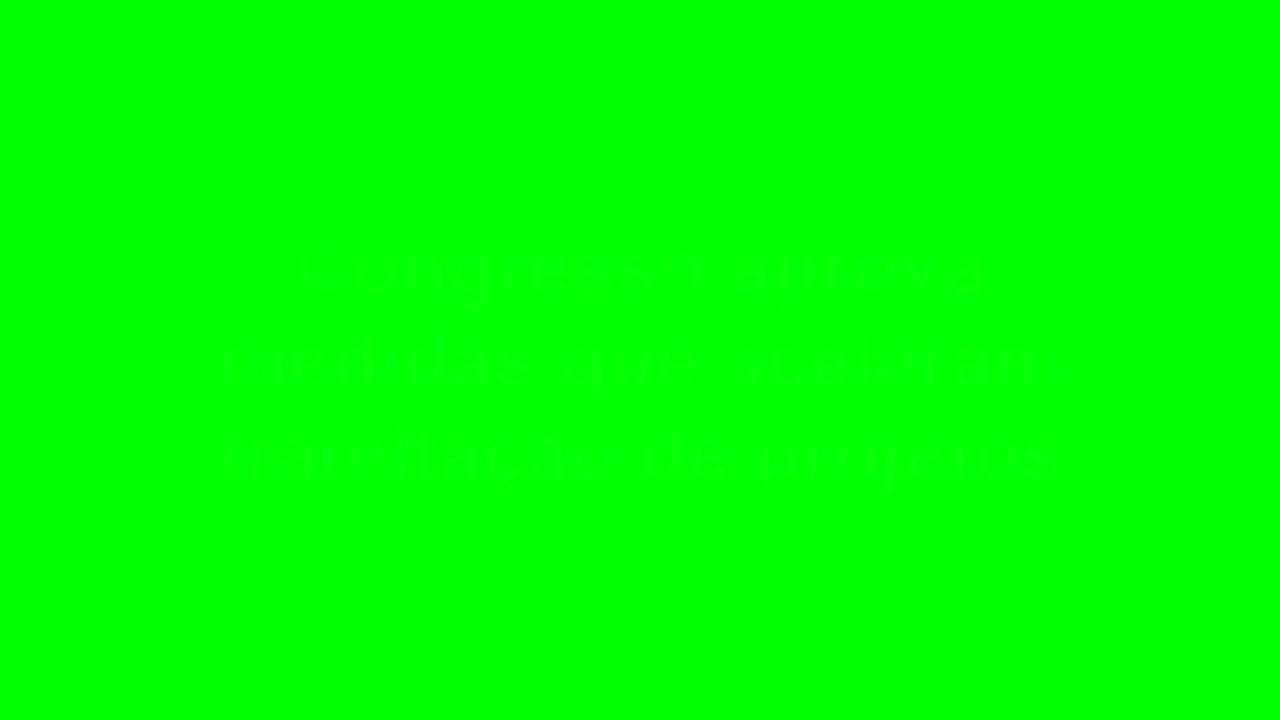 Congresso aprova
medidas que aceleram
tramitação de projetos